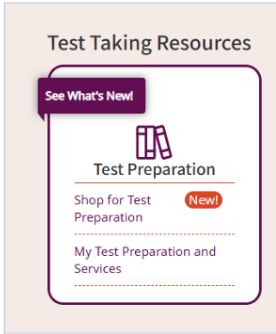 Test Taking Resources
See What's New!
Test Preparation
Shop for Test New!
Preparation
My Test Preparation and
Services